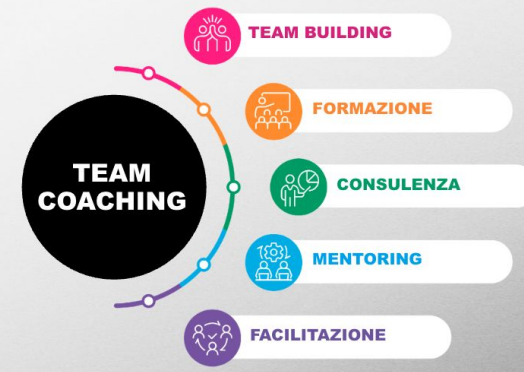 TEAM BUILDING
FORMAZIONE
TEAM
COACHING
CONSULENZA
MENTORING
FACILITAZIONE